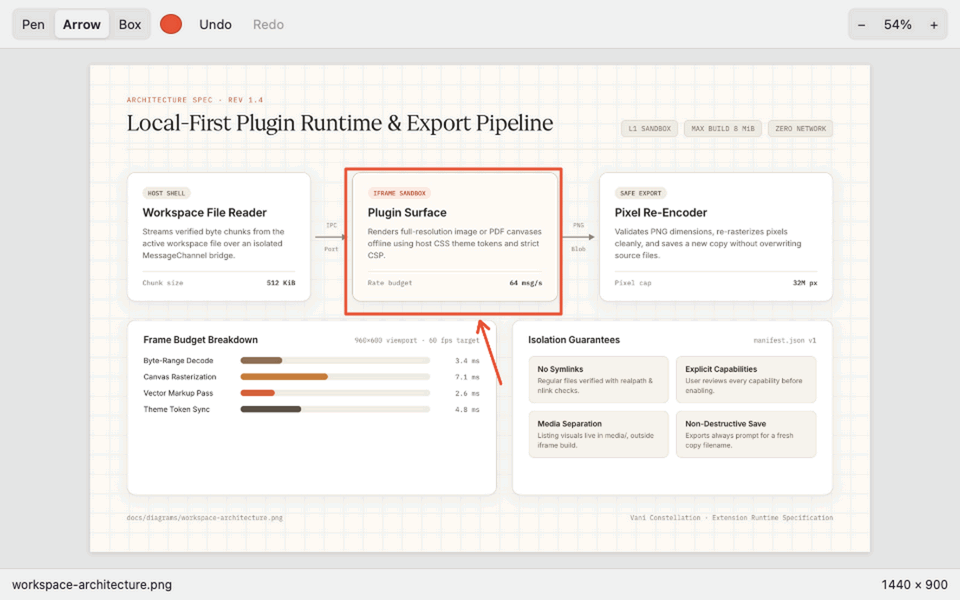 Pen Arrow Box Undo Redo − 54% +
ARCHITECTURE SPEC · REV 1.4
Local-First Plugin Runtime & Export Pipeline
L1 SANDBOX MAX BUILD 8 MiB ZERO NETWORK
HOST SHELL
Workspace File Reader
Streams verified byte chunks from the
active workspace file over an isolated
MessageChannel bridge.
Chunk size 512 KiB
IPC
Port
IFRAME SANDBOX
Plugin Surface
Renders full-resolution image or PDF canvases
offline using host CSS theme tokens and strict
CSP.
Rate budget 64 msg/s
PNG
Blob
SAFE EXPORT
Pixel Re-Encoder
Validates PNG dimensions, re-rasterizes pixels
cleanly, and saves a new copy without overwriting
source files.
Pixel cap 32M px
Frame Budget Breakdown 960×600 viewport · 60 fps target
Byte-Range Decode 3.4 ms
Canvas Rasterization 7.1 ms
Vector Markup Pass 2.6 ms
Theme Token Sync 4.8 ms
Isolation Guarantees manifest.json v1
No Symlinks
Regular files verified with realpath &
nlink checks.
Explicit Capabilities
User reviews every capability before
enabling.
Media Separation
Listing visuals live in media/, outside
iframe build.
Non-Destructive Save
Exports always prompt for a fresh
copy filename.
docs/diagrams/workspace-architecture.png
Vani Constellation · Extension Runtime Specification
workspace-architecture.png 1440 × 900